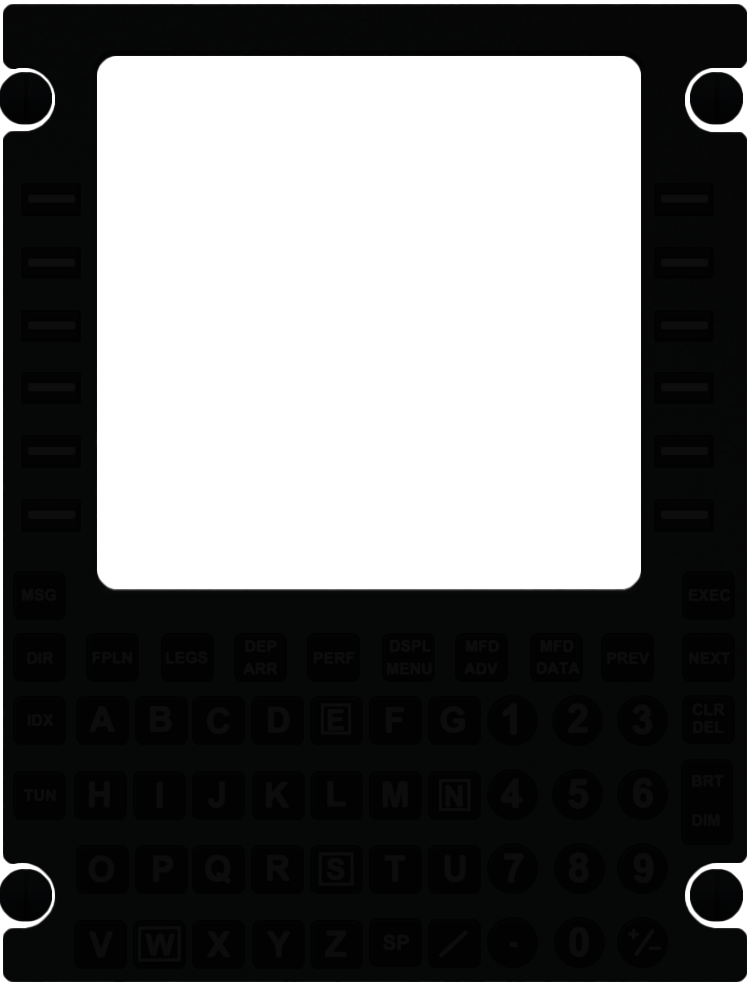 MSG EXEC
DIR FPLN LEGS DEP ARR PERF DSPL MENU MFD ADV MFD DATA PREV NEXT
IDX A B C D E F G 1 2 3 CLR DEL
TUN H I J K L M N 4 5 6 BRT DIM
O P Q R S T U 7 8 9
V W X Y Z SP / - 0 +/-